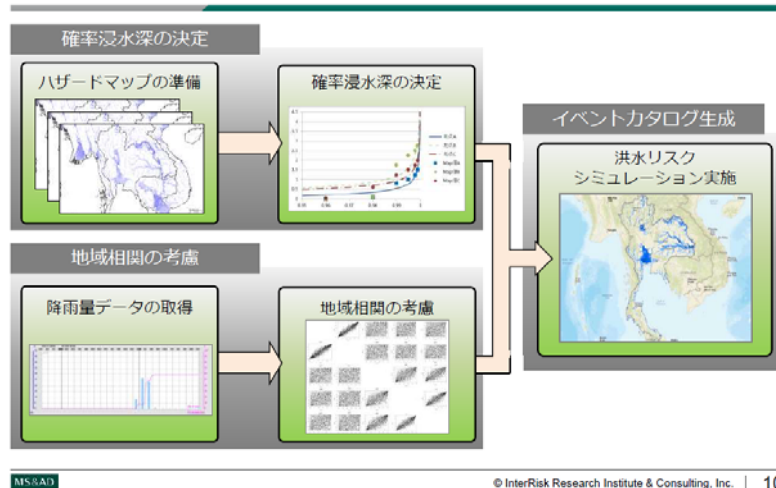 確率浸水深の決定
ハザードマップの準備
確率浸水深の決定
地域相関の考慮
降雨量データの取得
地域相関の考慮
イベントカタログ生成
洪水リスク
シミュレーション実施
MS&AD
© InterRisk Research Institute & Consulting, Inc.